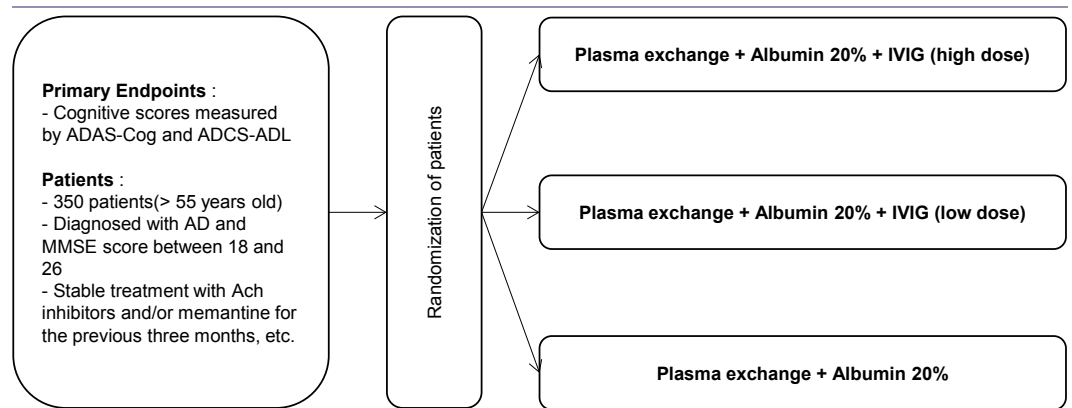 Primary Endpoints :
- Cognitive scores measured
by ADAS-Cog and ADCS-ADL
Patients :
- 350 patients(> 55 years old)
- Diagnosed with AD and
MMSE score between 18 and
26
- Stable treatment with Ach
inhibitors and/or memantine for
the previous three months, etc.
Randomization of patients
Plasma exchange + Albumin 20% + IVIG (high dose)
Plasma exchange + Albumin 20% + IVIG (low dose)
Plasma exchange + Albumin 20%